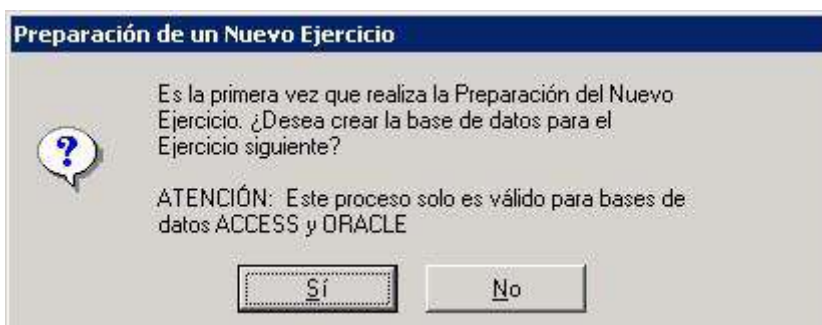 Preparación de un Nuevo Ejercicio
Es la primera vez que realiza la Preparación del Nuevo
Ejercicio. ¿Desea crear la base de datos para el
Ejercicio siguiente?
ATENCIÓN: Este proceso solo es válido para bases de
datos ACCESS y ORACLE
Sí
No